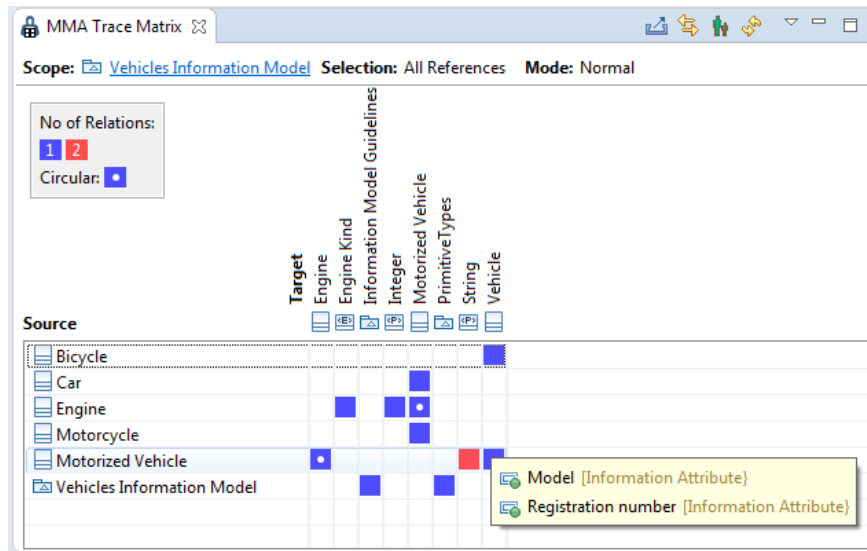 MMA Trace Matrix
Scope: Vehicles Information Model Selection: All References Mode: Normal
No of Relations:
1 2
Circular:
Target
Engine
Engine Kind
Information Model Guidelines
Integer
Motorized Vehicle
PrimitiveTypes
String
Vehicle
<E> <P> <P>
Source
Bicycle
Car
Engine
Motorcycle
Motorized Vehicle
Vehicles Information Model
Model [Information Attribute}
Registration number [Information Attribute}